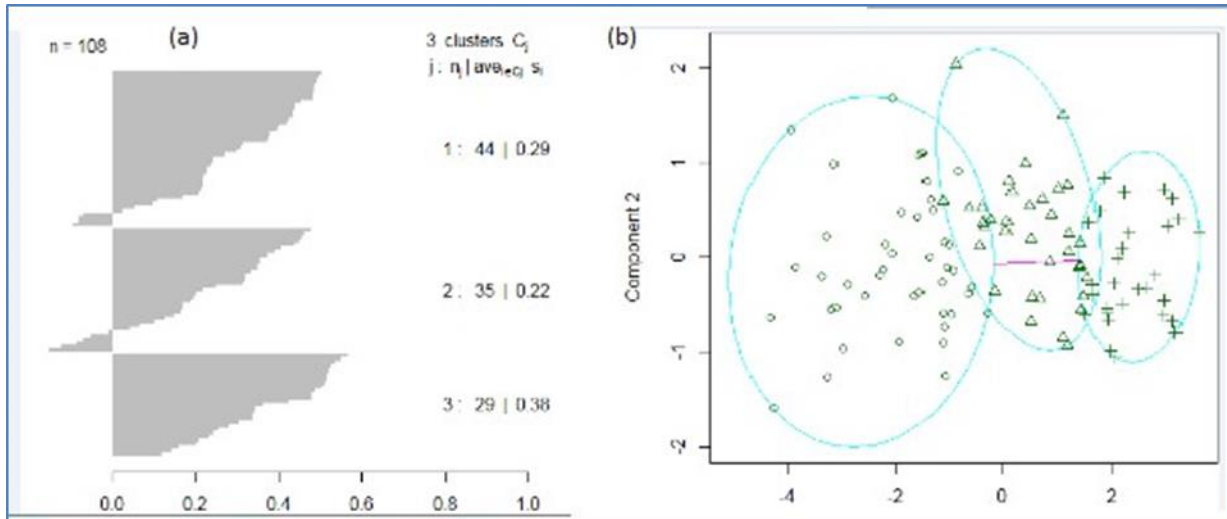 n = 108
(a)
3 clusters Cj
j : nj | avei∈Cj si
1 : 44 | 0.29
2 : 35 | 0.22
3 : 29 | 0.38
0.0 0.2 0.4 0.6 0.8 1.0
(b)
Component 2
2
1
0
-1
-2
-4 -2 0 2